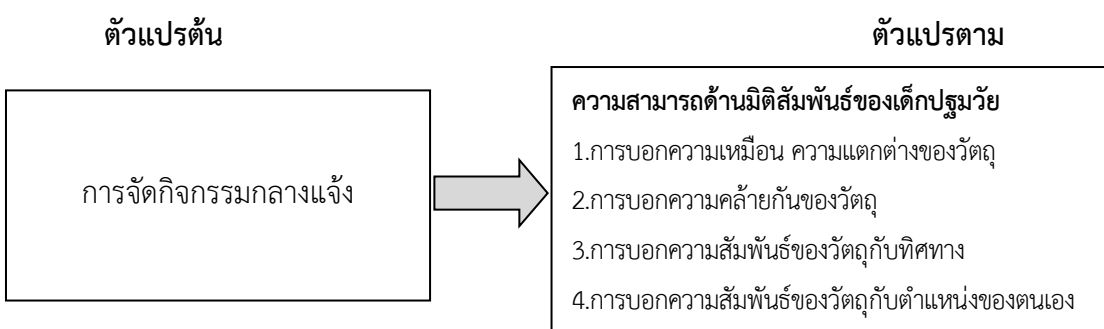 ตัวแปรต้น
ตัวแปรตาม
การจัดกิจกรรมกลางแจ้ง
ความสามารถด้านมิติสัมพันธ์ของเด็กปฐมวัย
1.การบอกความเหมือน ความแตกต่างของวัตถุ
2.การบอกความคล้ายกันของวัตถุ
3.การบอกความสัมพันธ์ของวัตถุกับทิศทาง
4.การบอกความสัมพันธ์ของวัตถุกับตำแหน่งของตนเอง